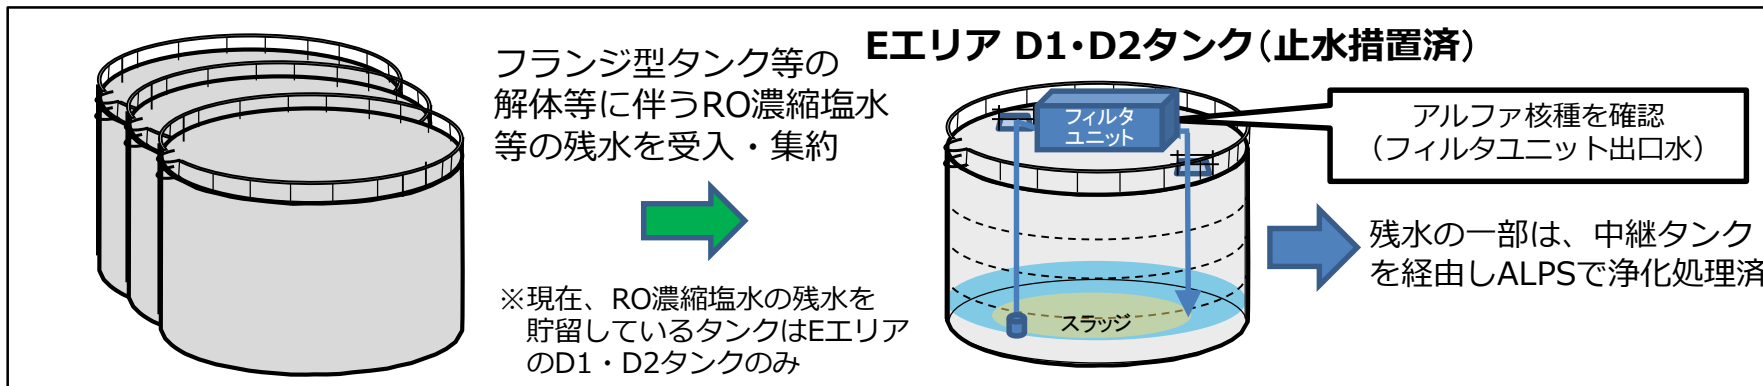 フランジ型タンク等の
解体等に伴うRO濃縮塩水
等の残水を受入・集約
※現在、RO濃縮塩水の残水を
貯留しているタンクはEエリア
のD1・D2タンクのみ
Eエリア D1・D2タンク（止水措置済）
フィルタ
ユニット
スラッジ
アルファ核種を確認
（フィルタユニット出口水）
残水の一部は、中継タンク
を経由しALPSで浄化処理済